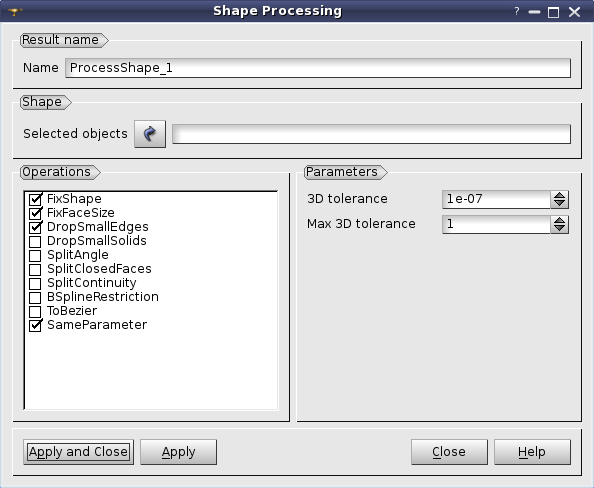 Shape Processing
?
Result name
Name ProcessShape_1
Shape
Selected objects
Operations
FixShape
FixFaceSize
DropSmallEdges
DropSmallSolids
SplitAngle
SplitClosedFaces
SplitContinuity
BSplineRestriction
ToBezier
SameParameter
Parameters
3D tolerance 1e-07
Max 3D tolerance 1
Apply and Close Apply Close Help